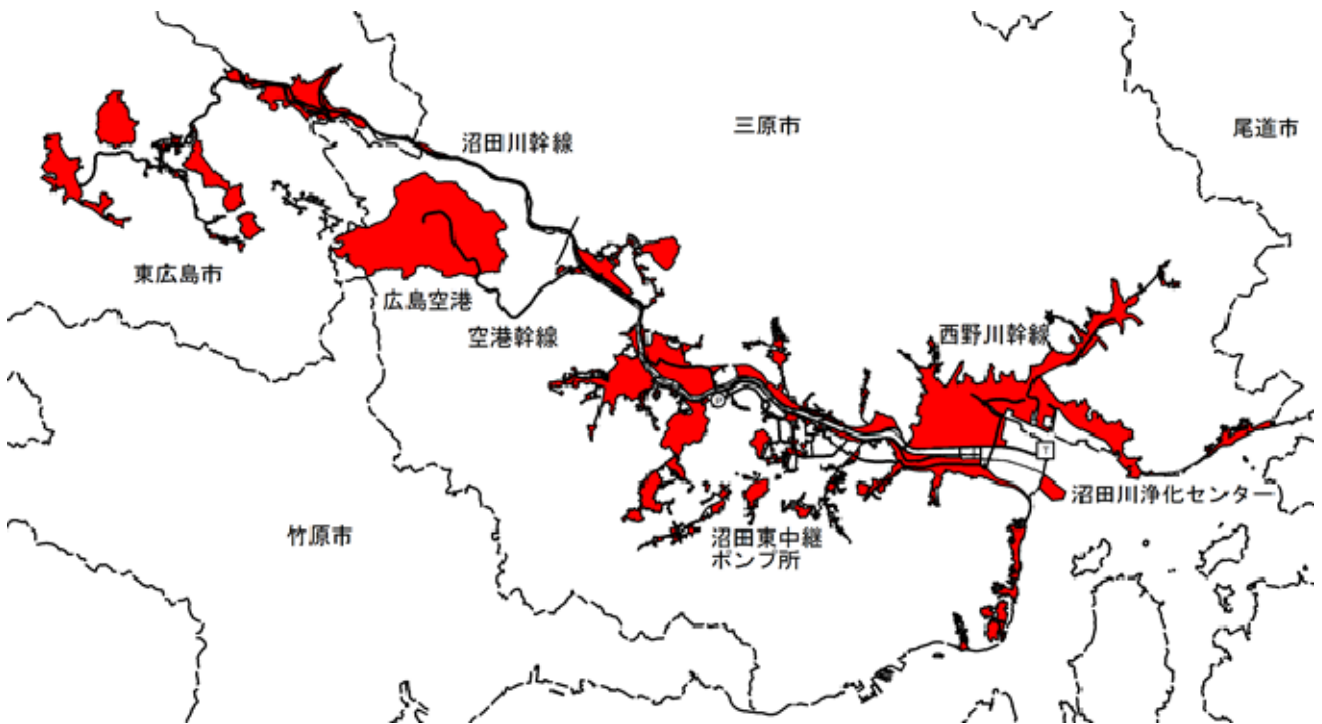 三原市
尾道市
沼田川幹線
東広島市
広島空港
空港幹線
西野川幹線
P
T
沼田川浄化センター
竹原市
沼田東中継
ポンプ所